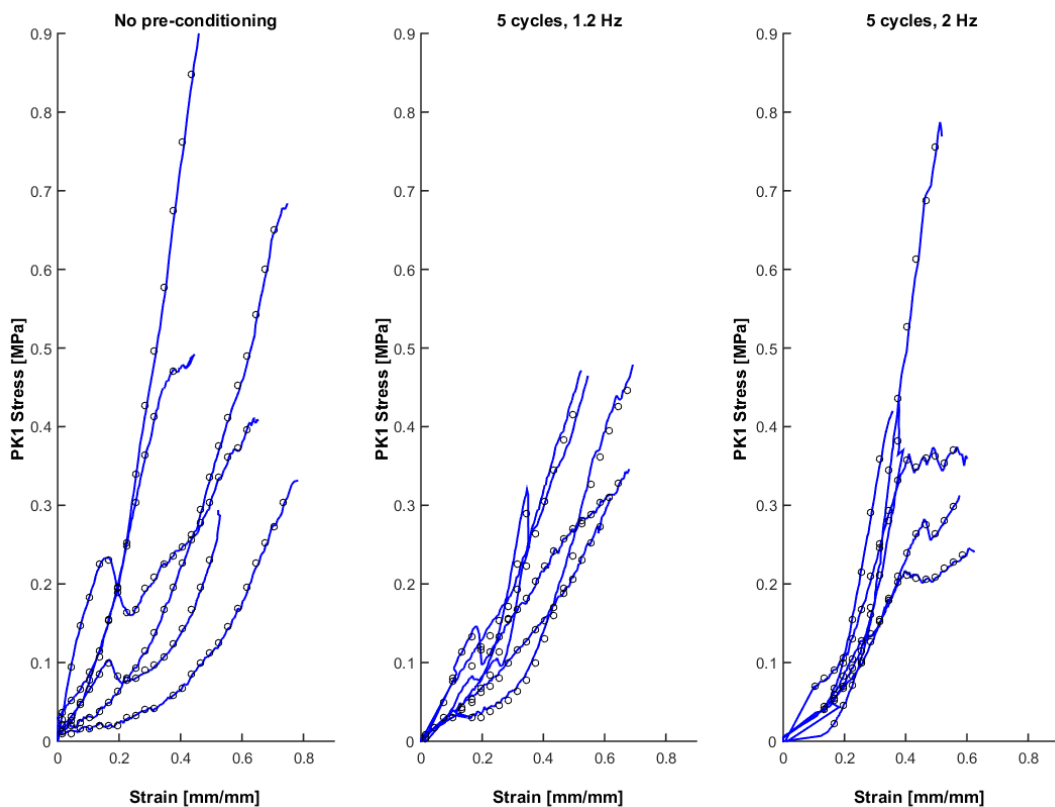 No pre-conditioning
0.9
0.8
0.7
0.6
0.5
0.4
0.3
0.2
0.1
0
PK1 Stress [MPa]
0 0.2 0.4 0.6 0.8
Strain [mm/mm]
5 cycles, 1.2 Hz
0.9
0.8
0.7
0.6
0.5
0.4
0.3
0.2
0.1
0
PK1 Stress [MPa]
0 0.2 0.4 0.6 0.8
Strain [mm/mm]
5 cycles, 2 Hz
0.9
0.8
0.7
0.6
0.5
0.4
0.3
0.2
0.1
0
PK1 Stress [MPa]
0 0.2 0.4 0.6 0.8
Strain [mm/mm]